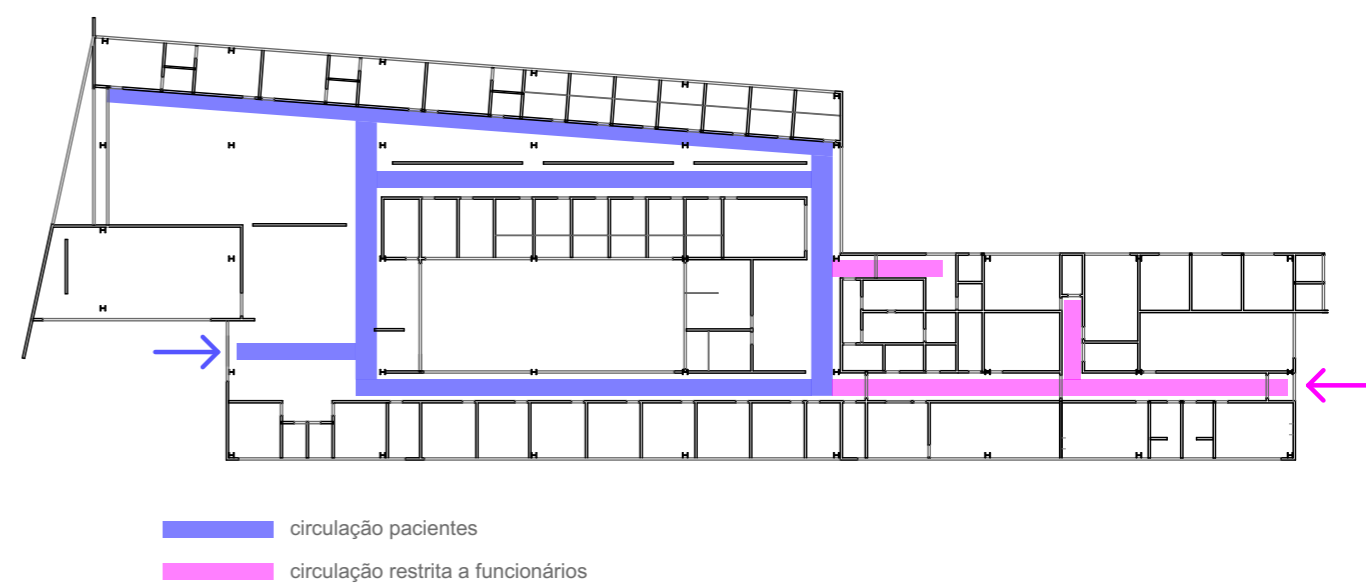 circulação pacientes
circulação restrita a funcionários